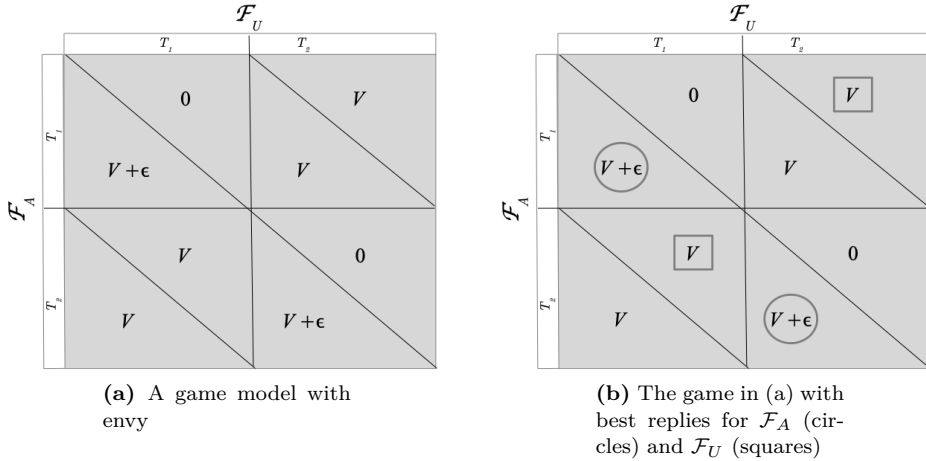 𝓕_U
T_1 T_2
0 V
T_1
V+ϵ V
𝓕_A
V 0
T_2
V V+ϵ
(a) A game model with
envy
𝓕_U
T_1 T_2
0 V
T_1
V+ϵ V
𝓕_A
V 0
T_2
V V+ϵ
(b) The game in (a) with
best replies for 𝓕_A (cir-
cles) and 𝓕_U (squares)